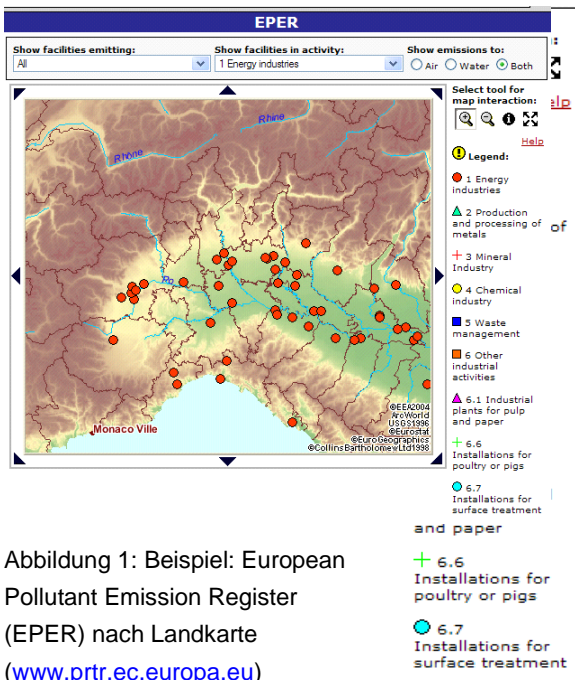 EPER
Show facilities emitting:
Show facilities in activity:
Show emissions to:
All
1 Energy industries
Air
Water
Both
Select tool for
map interaction:
Help
Legend:
1 Energy
industries
2 Production
and processing of
metals
3 Mineral
Industry
4 Chemical
industry
5 Waste
management
6 Other
industrial
activities
6.1 Industrial
plants for pulp
and paper
6.6
Installations for
poultry or pigs
6.7
Installations for
surface treatment
Rhine
Rhône
Po
Monaco Ville
©EEA2004
ArcWorld
USGS1996
©Eurostat
©EuroGeographics
©CollinsBartholomewLtd1998
elp
of
and paper
6.6
Installations for
poultry or pigs
6.7
Installations for
surface treatment
Abbildung 1: Beispiel: European
Pollutant Emission Register
(EPER) nach Landkarte
(www.prtr.ec.europa.eu)